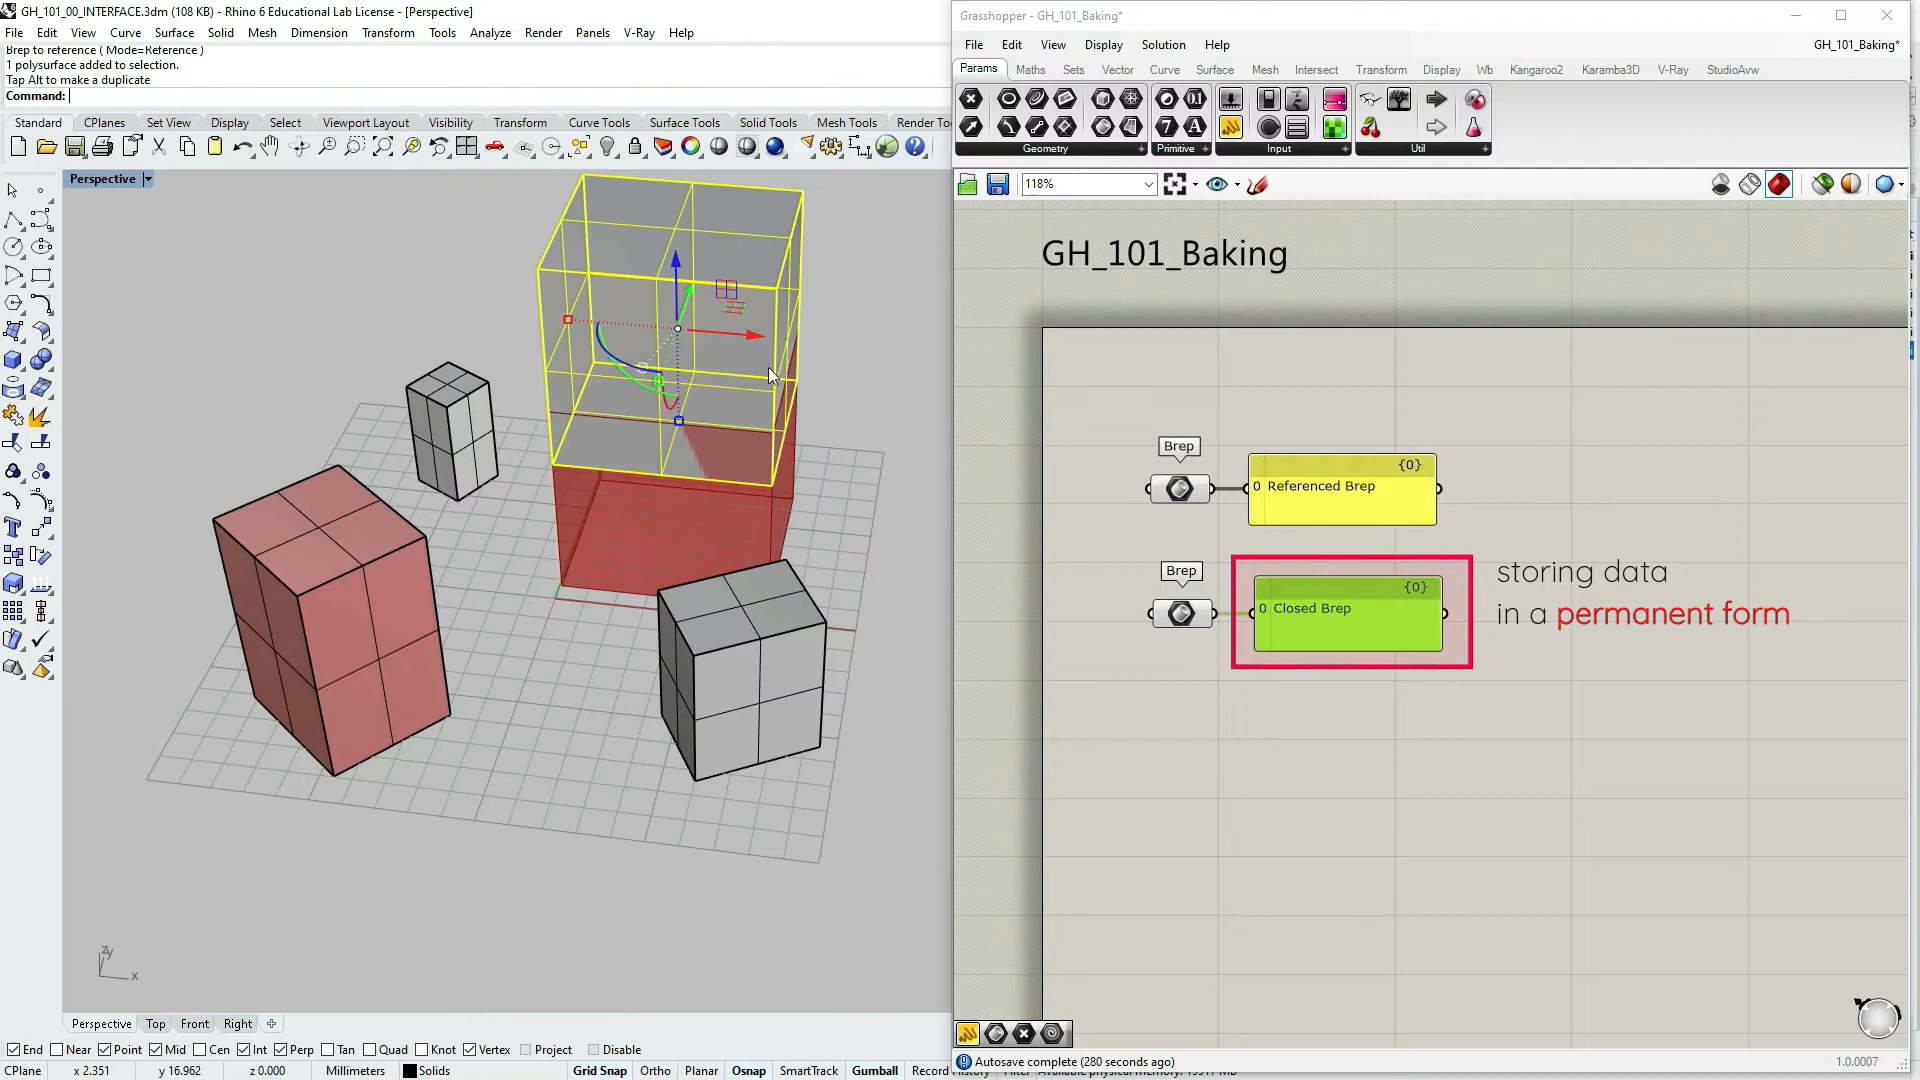 GH_101_00_INTERFACE.3dm (108 KB) - Rhino 6 Educational Lab License - [Perspective]
File Edit View Curve Surface Solid Mesh Dimension Transform Tools Analyze Render Panels V-Ray Help
Brep to reference ( Mode=Reference )
1 polysurface added to selection.
Tap Alt to make a duplicate
Command:
Standard CPlanes Set View Display Select Viewport Layout Visibility Transform Curve Tools Surface Tools Solid Tools Mesh Tools Render To
Perspective
z y
x
Perspective Top Front Right
End Near Point Mid Cen Int Perp Tan Quad Knot Vertex Project Disable
CPlane x 2.351 y 16.962 z 0.000 Millimeters Solids Grid Snap Ortho Planar Osnap SmartTrack Gumball Record
Grasshopper - GH_101_Baking*
File Edit View Display Solution Help GH_101_Baking*
Params Maths Sets Vector Curve Surface Mesh Intersect Transform Display Wb Kangaroo2 Karamba3D V-Ray StudioAvw
Geometry Primitive Input Util
118%
GH_101_Baking
Brep
{0}
0 Referenced Brep
Brep
{0}
0 Closed Brep
storing data
in a permanent form
Autosave complete (280 seconds ago) 1.0.0007